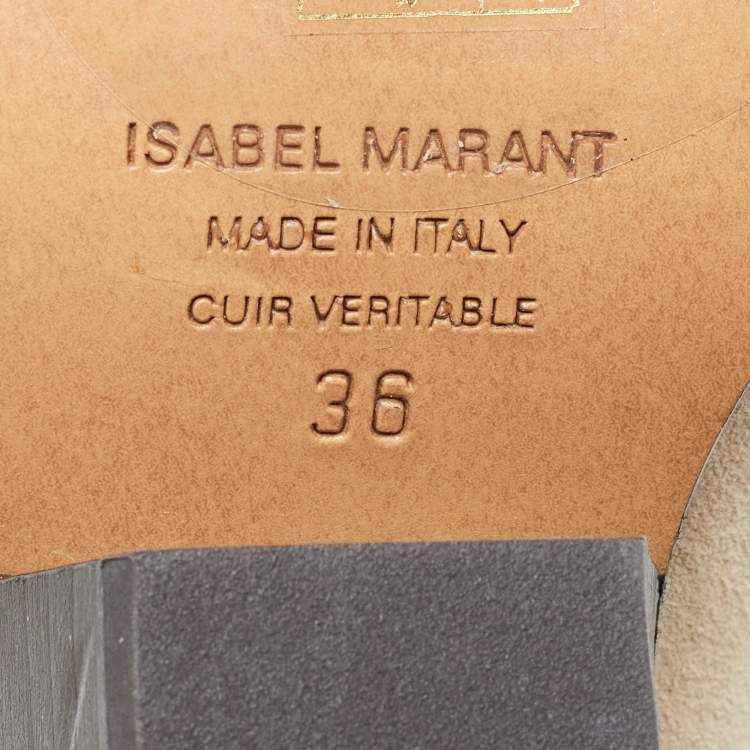 ISABEL MARANT
MADE IN ITALY
CUIR VERITABLE
36